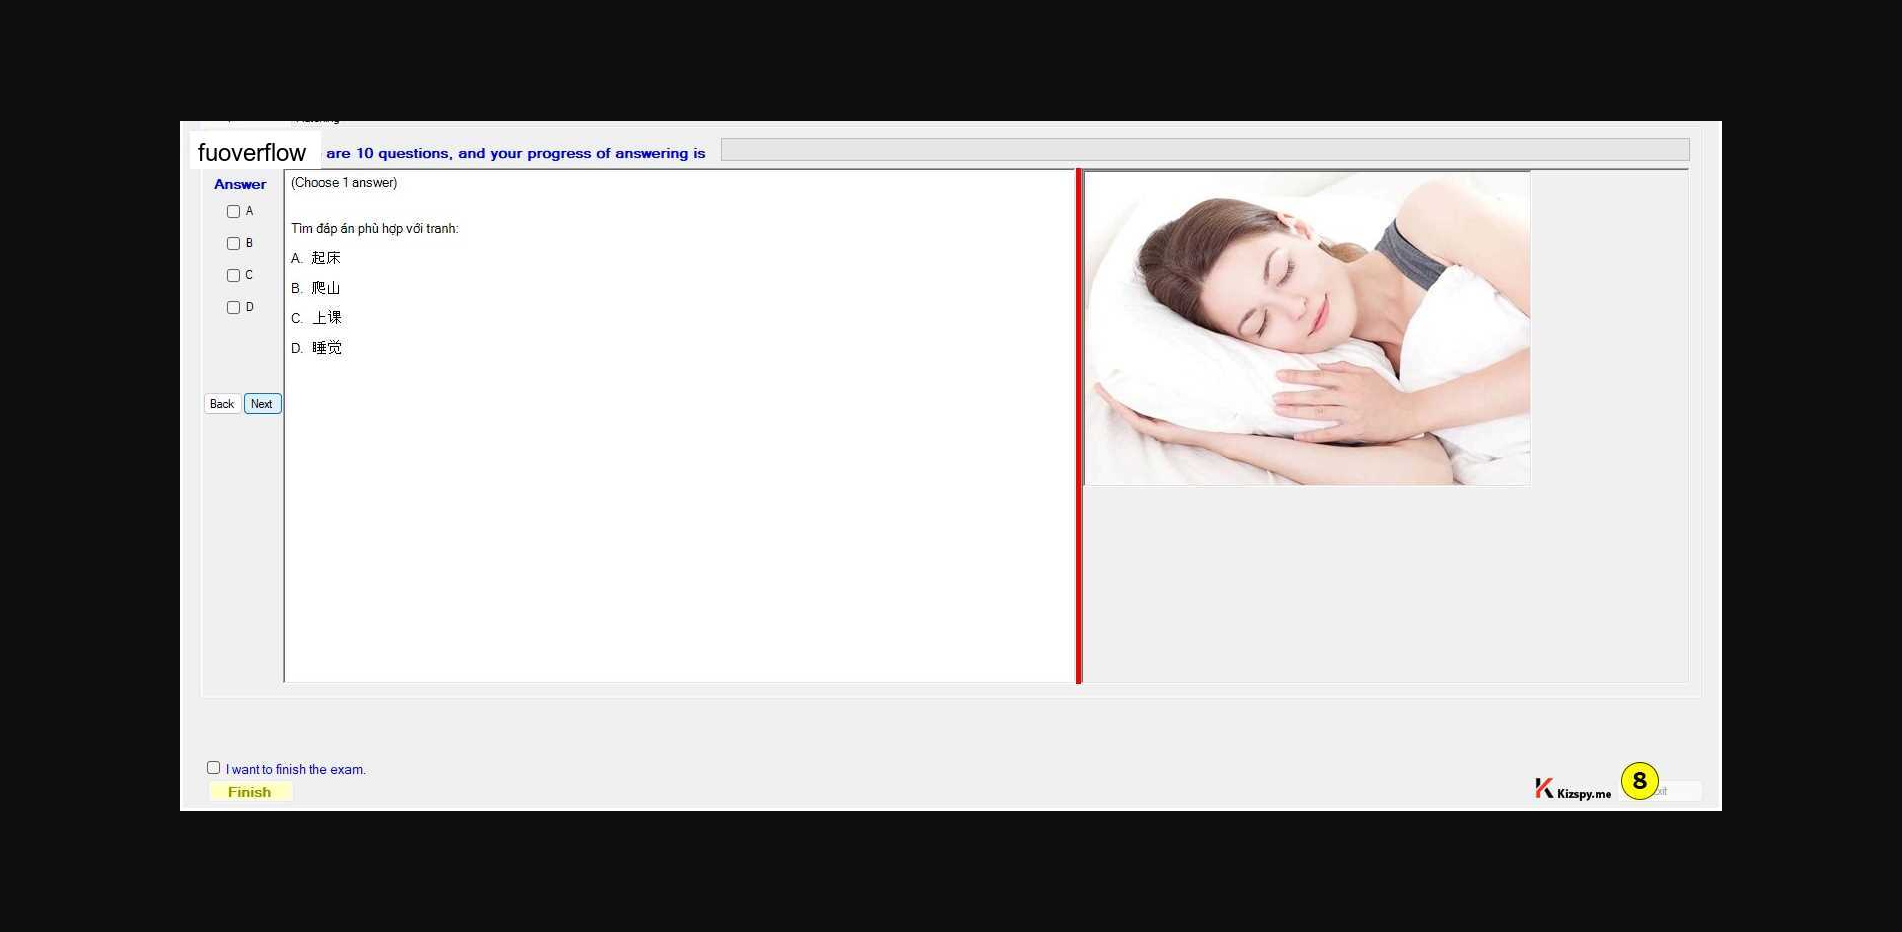 fuoverflow are 10 questions, and your progress of answering is
Answer
A
B
C
D
Back Next
(Choose 1 answer)
Tìm đáp án phù hợp với tranh:
A. 起床
B. 爬山
C. 上课
D. 睡觉
I want to finish the exam.
Finish
Kizspy.me
8